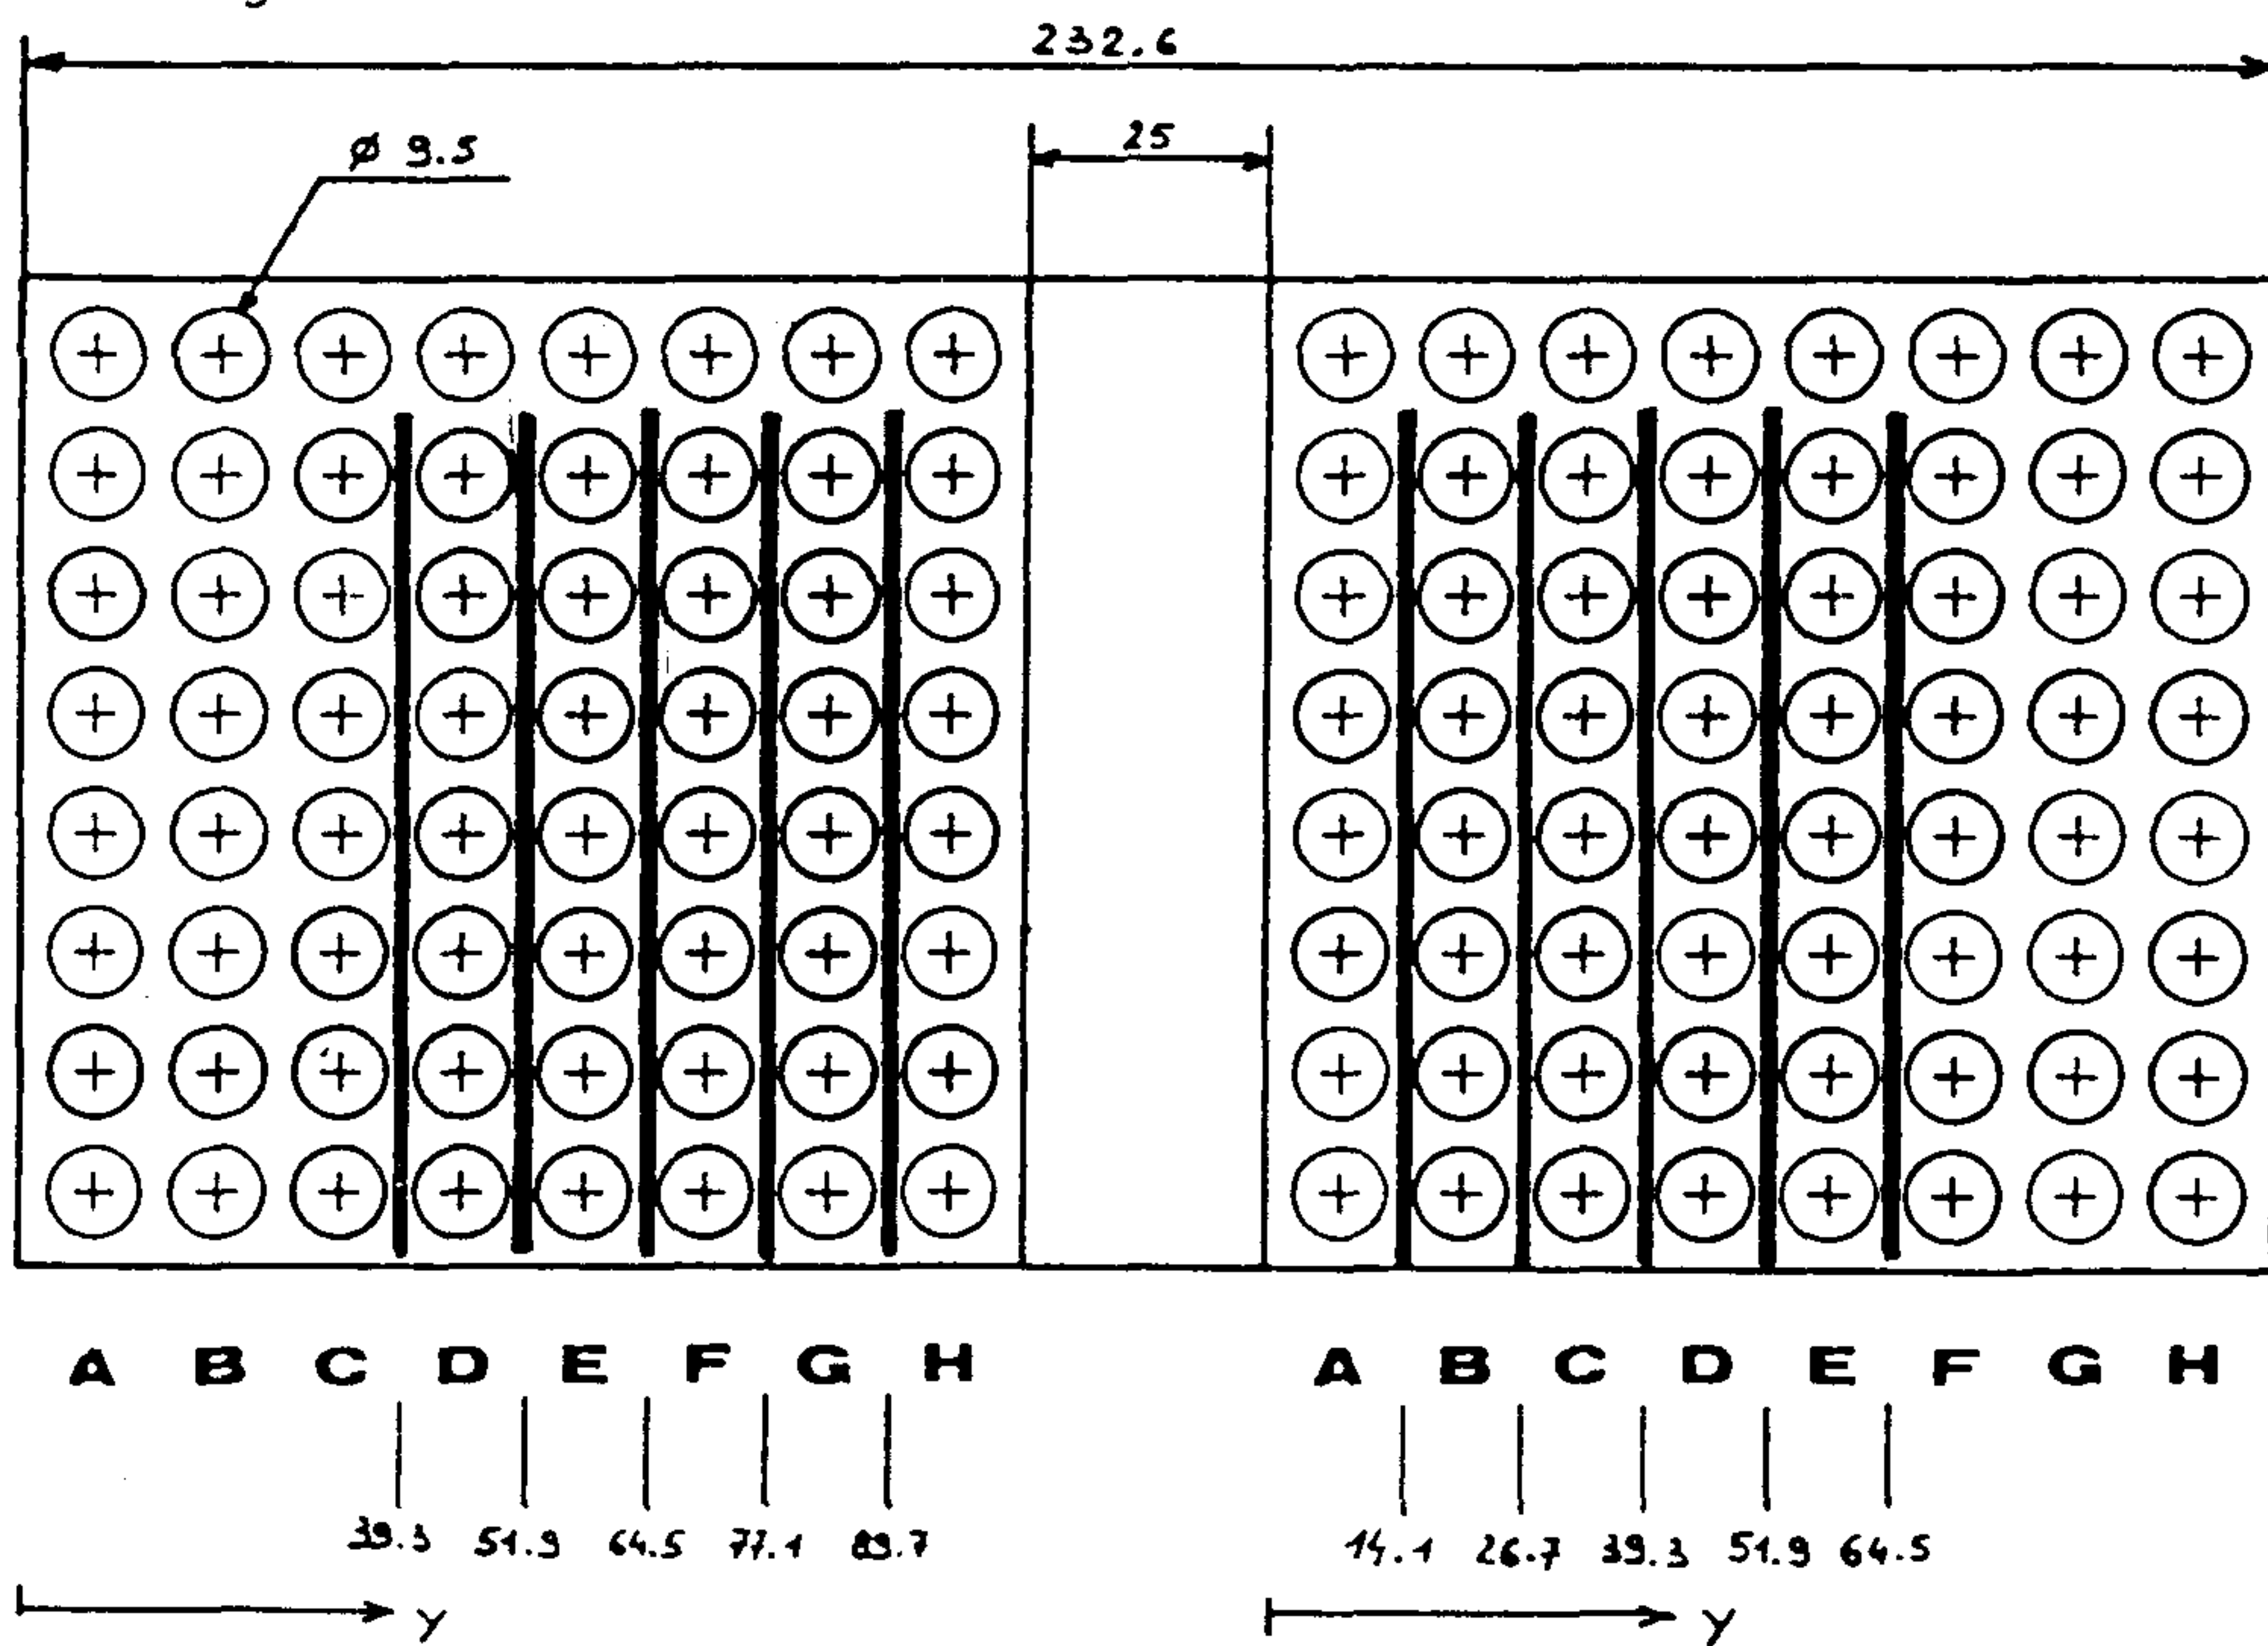 232.6
ø 9.5
25
A B C D E F G H A B C D E F G H
39.3 51.9 64.5 77.1 89.7 14.1 26.7 39.3 51.9 64.5
y y